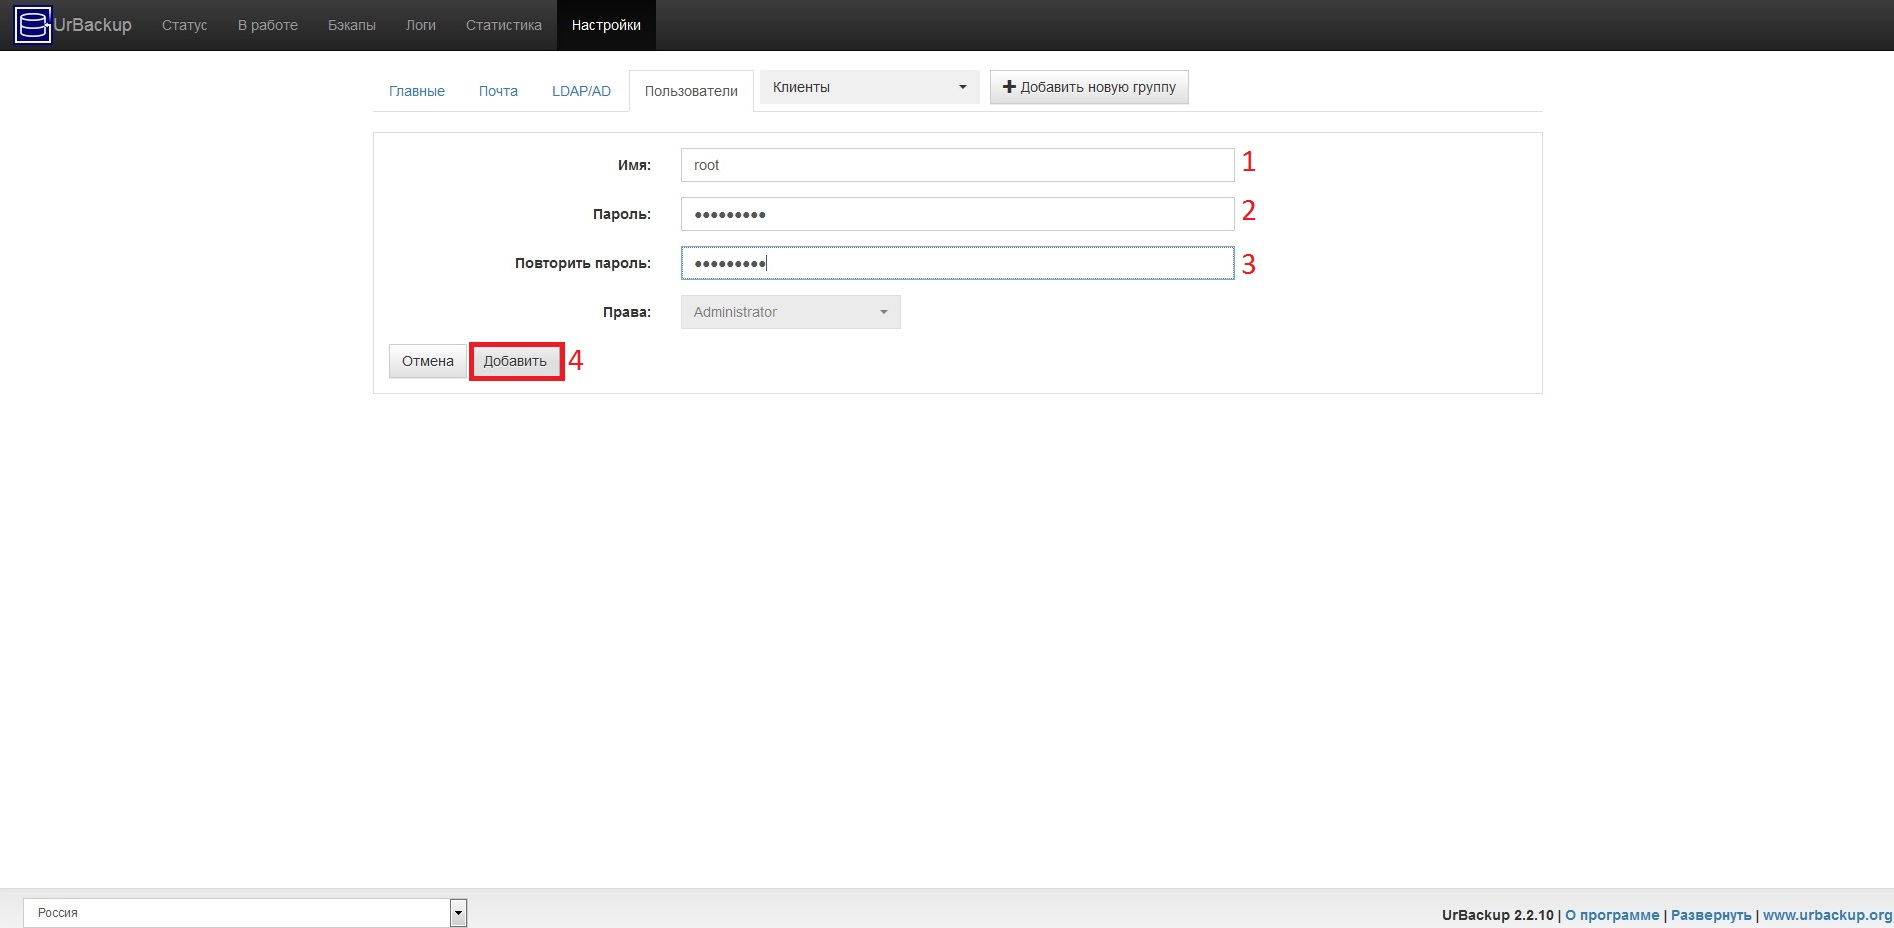 UrBackup Статус В работе Бэкапы Логи Статистика Настройки
Главные Почта LDAP/AD Пользователи Клиенты Добавить новую группу
Имя: root 1
Пароль: ●●●●●●●●● 2
Повторить пароль: ●●●●●●●●● 3
Права: Administrator
Отмена Добавить 4
Россия
UrBackup 2.2.10 | О программе | Развернуть | www.urbackup.org